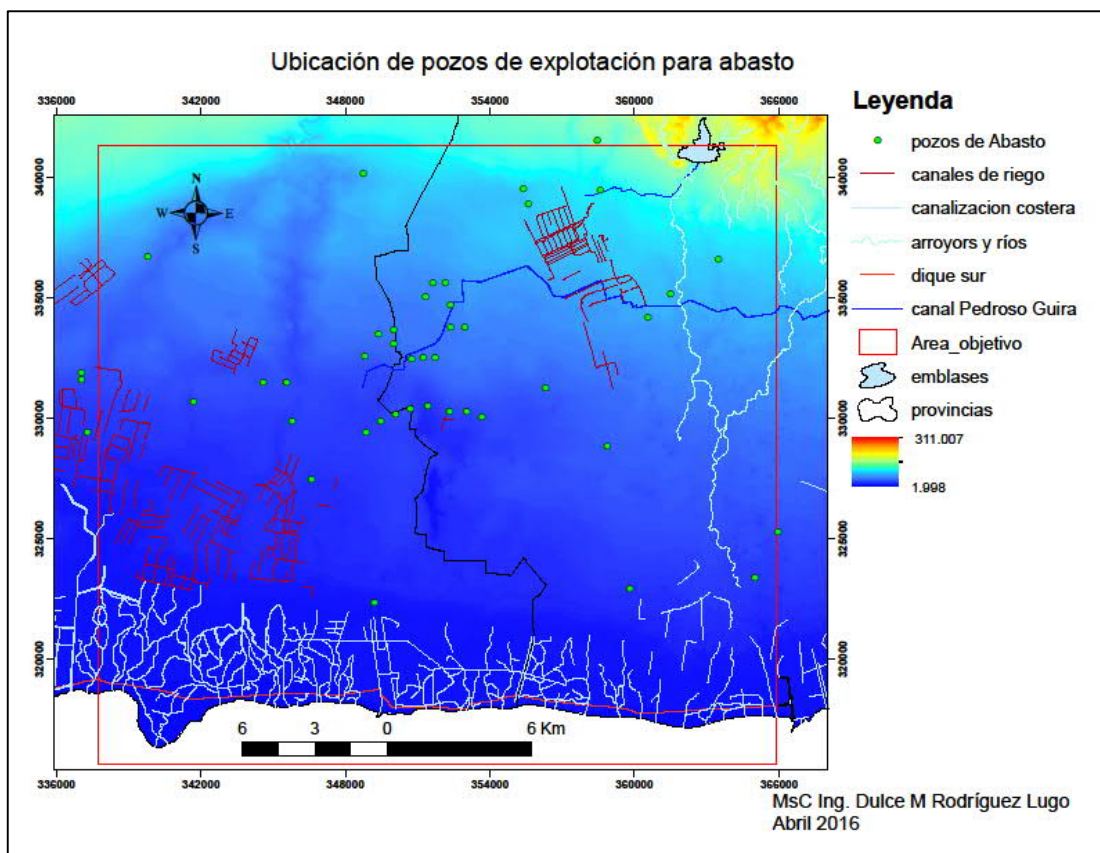 Ubicación de pozos de explotación para abasto
336000 342000 348000 354000 360000 366000
340000 340000
335000 335000
330000 330000
325000 325000
320000 320000
N
W E
S
6 3 0 6 Km
336000 342000 348000 354000 360000 366000
Leyenda
pozos de Abasto
canales de riego
canalizacion costera
arroyors y ríos
dique sur
canal Pedroso Guira
Area_objetivo
emblases
provincias
311.007
1.998
MsC Ing. Dulce M Rodríguez Lugo
Abril 2016